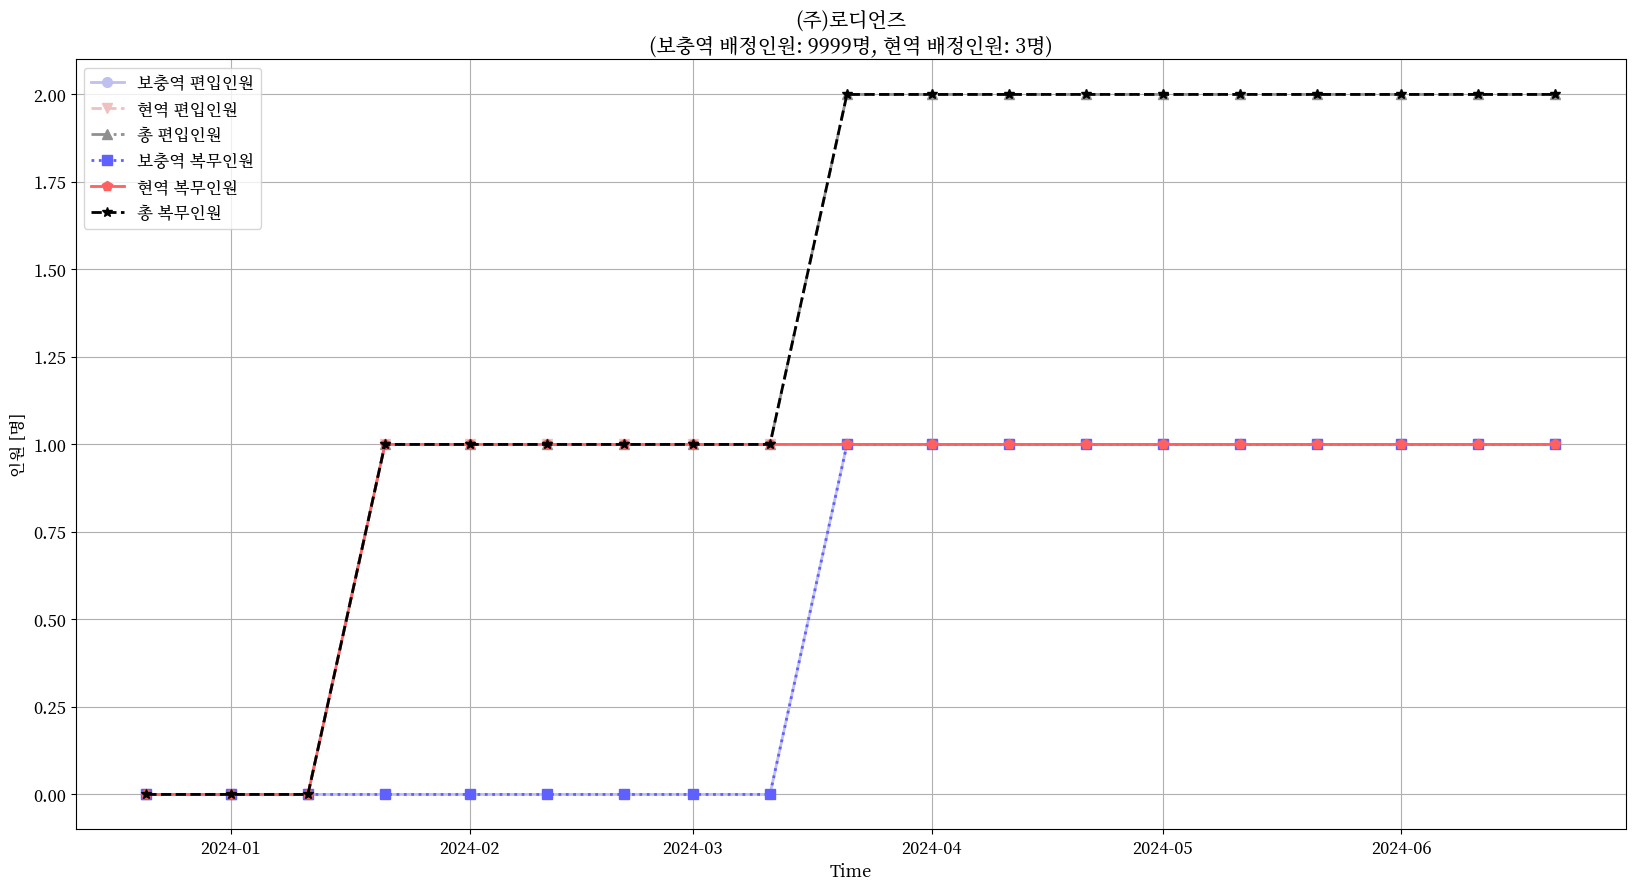 (주)로디언즈
(보충역 배정인원: 9999명, 현역 배정인원: 3명)
보충역 편입인원
현역 편입인원
총 편입인원
보충역 복무인원
현역 복무인원
총 복무인원
2.00
1.75
1.50
1.25
1.00
0.75
0.50
0.25
0.00
인원 [명]
2024-01
2024-02
2024-03
2024-04
2024-05
2024-06
Time